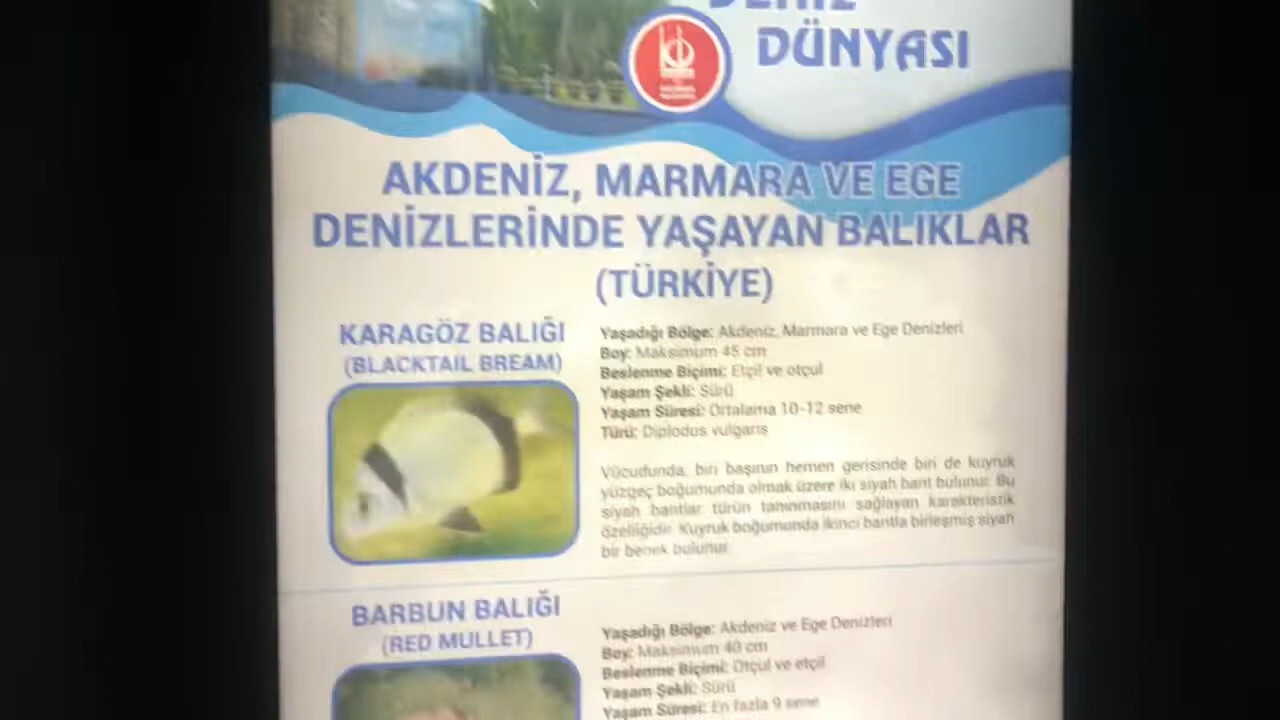 DENİZ
DÜNYASI
AKDENİZ, MARMARA VE EGE
DENİZLERİNDE YAŞAYAN BALIKLAR
(TÜRKİYE)
KARAGÖZ BALIĞI
(BLACKTAIL BREAM)
Yaşadığı Bölge: Akdeniz, Marmara ve Ege Denizleri
Boy: Maksimum 45 cm
Beslenme Biçimi: Etçil ve otçul
Yaşam Şekli: Sürü
Yaşam Süresi: Ortalama 10-12 sene
Türü: Diplodus vulgaris
Vücudunda, biri başının hemen gerisinde biri de kuyruk
yüzgeç boğumunda olmak üzere iki siyah bant bulunur. Bu
siyah bantlar türün tanınmasını sağlayan karakteristik
özelliğidir. Kuyruk boğumunda ikinci bantla birleşmiş siyah
bir benek bulunur.
BARBUN BALIĞI
(RED MULLET)
Yaşadığı Bölge: Akdeniz ve Ege Denizleri
Boy: Maksimum 40 cm
Beslenme Biçimi: Otçul ve etçil
Yaşam Şekli: Sürü
Yaşam Süresi: En fazla 9 sene